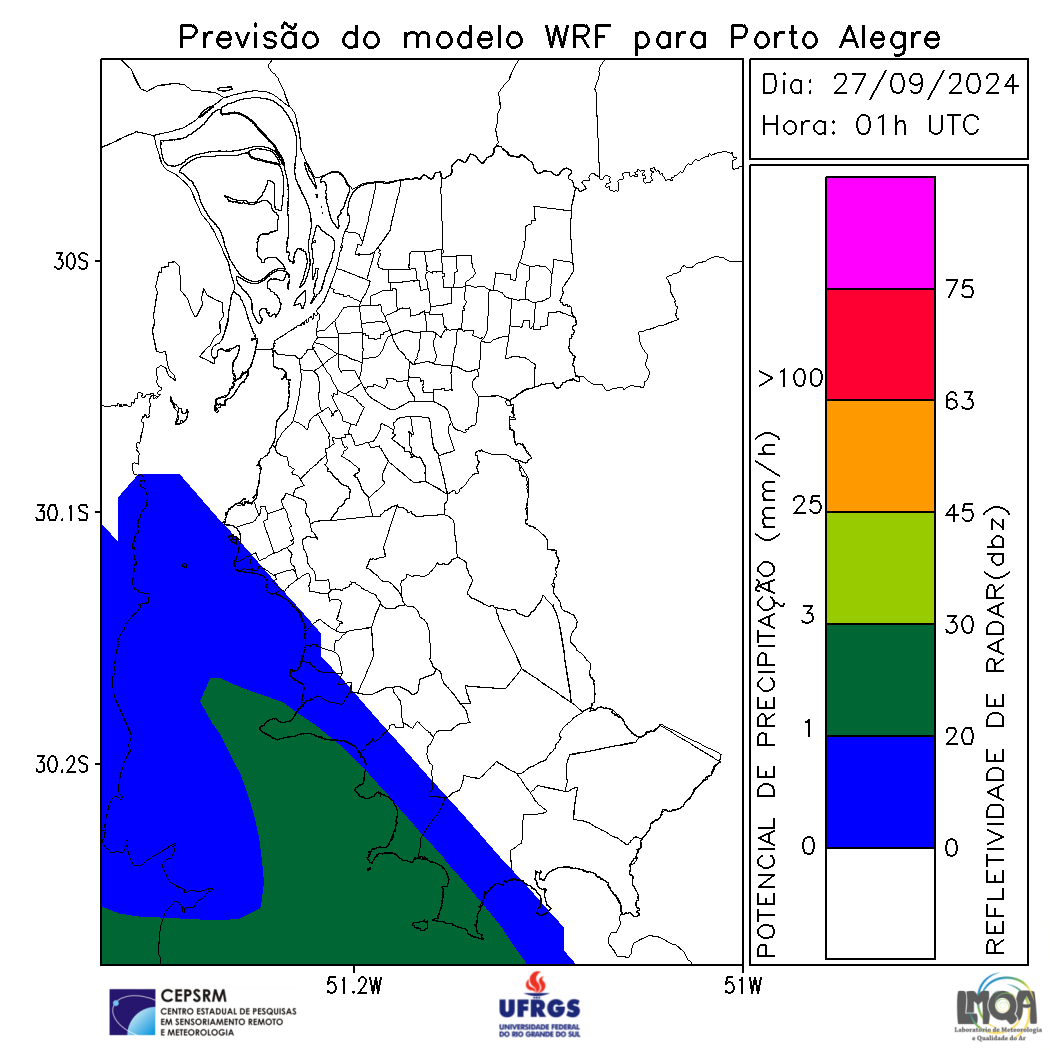 Previsão do modelo WRF para Porto Alegre
Dia: 27/09/2024
Hora: 01h UTC
30S
30.1S
30.2S
51.2W
51W
POTENCIAL DE PRECIPITAÇÃO (mm/h)
>100
25
3
1
0
75
63
45
30
20
0
REFLETIVIDADE DE RADAR(dbz)
CEPSRM
CENTRO ESTADUAL DE PESQUISAS
EM SENSORIAMENTO REMOTO
E METEOROLOGIA
UFRGS
UNIVERSIDADE FEDERAL
DO RIO GRANDE DO SUL
LMQA
Laboratório de Meteorologia
e Qualidade do Ar